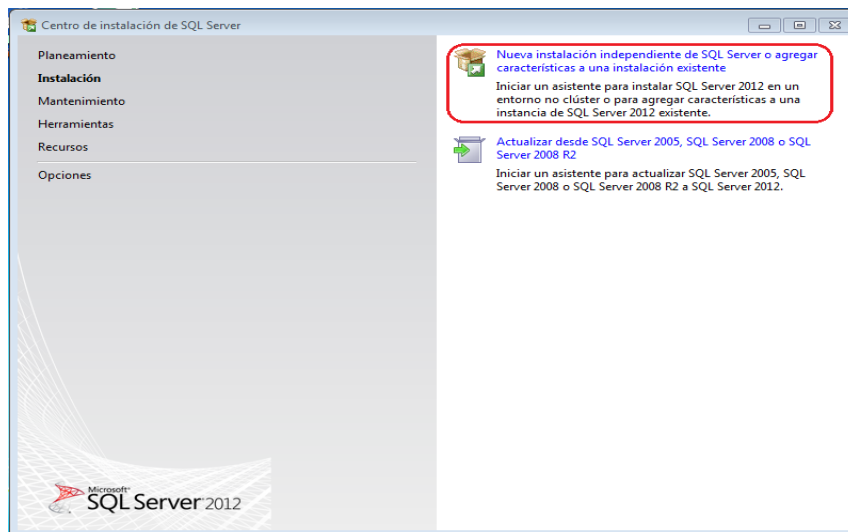 Centro de instalación de SQL Server
Planeamiento
Instalación
Mantenimiento
Herramientas
Recursos
Opciones
Nueva instalación independiente de SQL Server o agregar
características a una instalación existente
Iniciar un asistente para instalar SQL Server 2012 en un
entorno no clúster o para agregar características a una
instancia de SQL Server 2012 existente.
Actualizar desde SQL Server 2005, SQL Server 2008 o SQL
Server 2008 R2
Iniciar un asistente para actualizar SQL Server 2005, SQL
Server 2008 o SQL Server 2008 R2 a SQL Server 2012.
Microsoft®
SQL Server® 2012